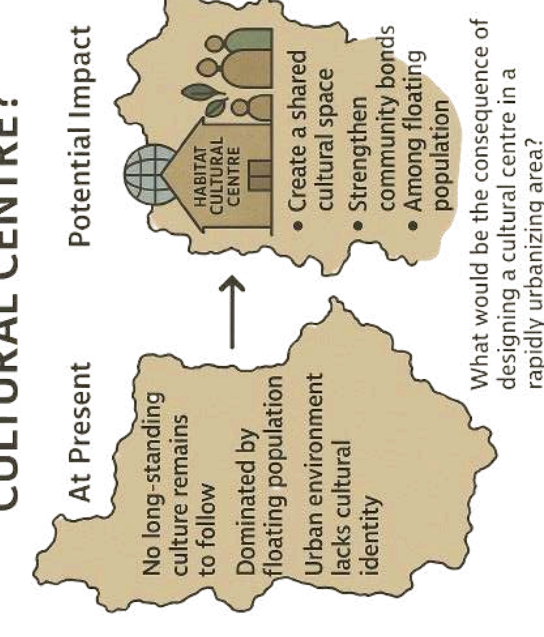 CULTURAL CENTRE?
At Present
No long-standing
culture remains
to follow
Dominated by
floating population
Urban environment
lacks cultural
identity
Potential Impact
HABITAT
CULTURAL
CENTRE
• Create a shared
cultural space
• Strengthen
community bonds
• Among floating
population
What would be the consequence of
designing a cultural centre in a
rapidly urbanizing area?